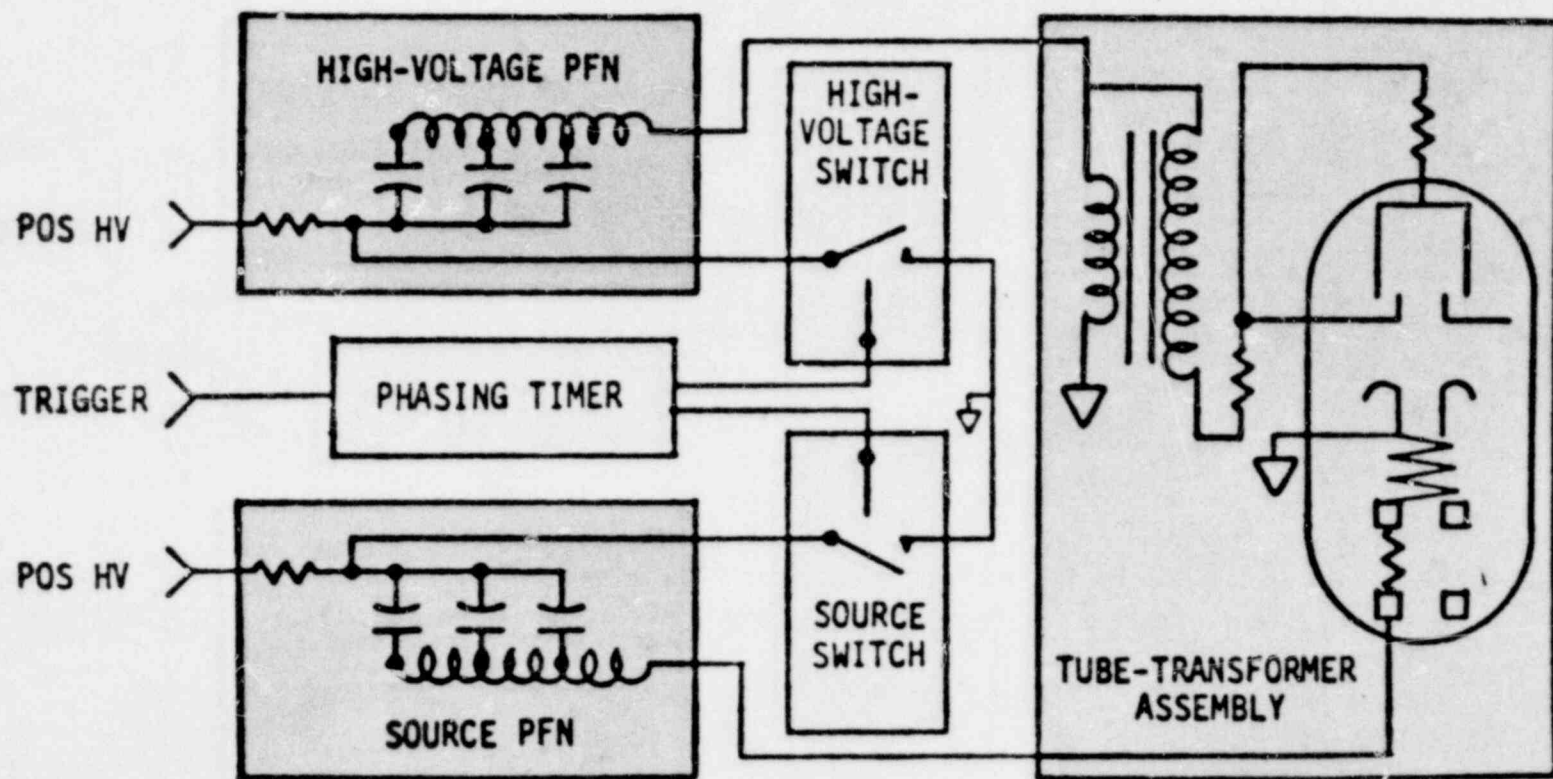 HIGH-VOLTAGE PFN
HIGH-
VOLTAGE
SWITCH
POS HV
TRIGGER
PHASING TIMER
POS HV
SOURCE
SWITCH
SOURCE PFN
TUBE-TRANSFORMER
ASSEMBLY